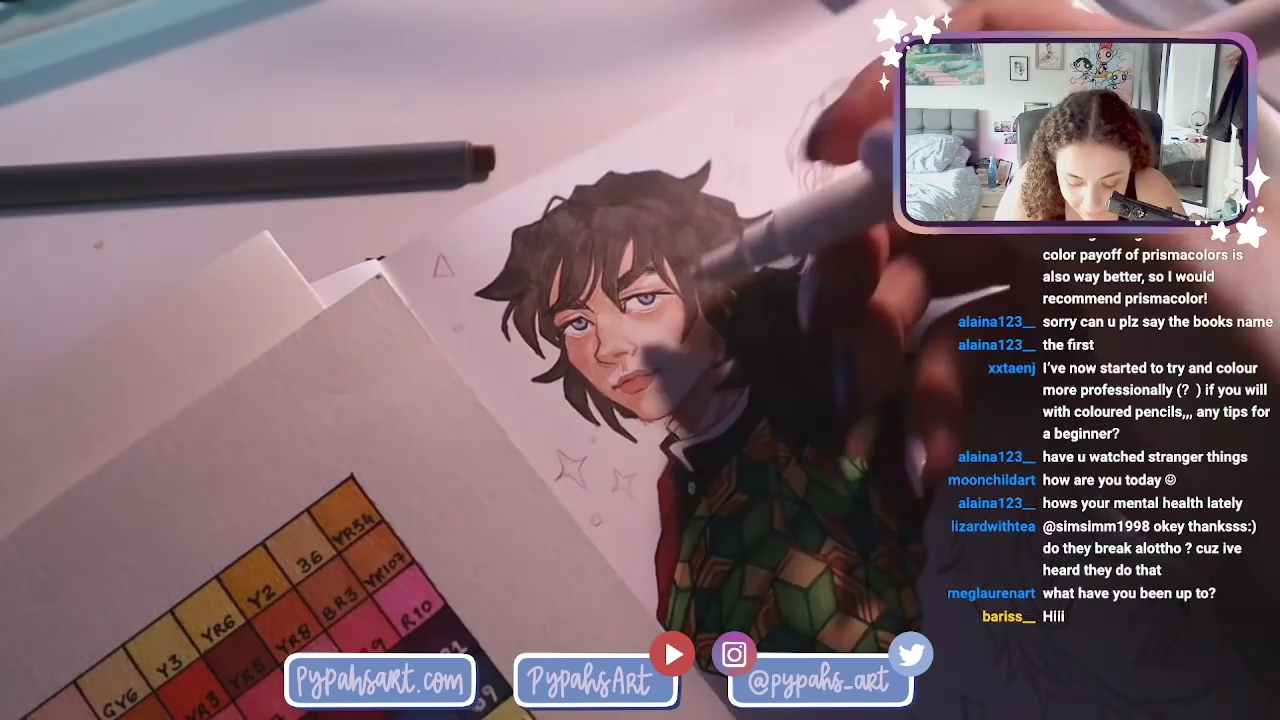 color payoff of prismacolors is
also way better, so I would
recommend prismacolor!
alaina123__ sorry can u plz say the books name
alaina123__ the first
xxtaenj I've now started to try and colour
more professionally (? ) if you will
with coloured pencils,,, any tips for
a beginner?
alaina123__ have u watched stranger things
moonchildart how are you today ☺
alaina123__ hows your mental health lately
lizardwithtea @simsimm1998 okey thanksss:)
do they break alottho ? cuz ive
heard they do that
meglaurenart what have you been up to?
bariss__ Hiii
YR54
36
YR107
Y2
BR3
R10
YR6
YR8
Y3
YR5
GY6
YR3
Pypahsart.com
PypahsArt
@pypahs_art